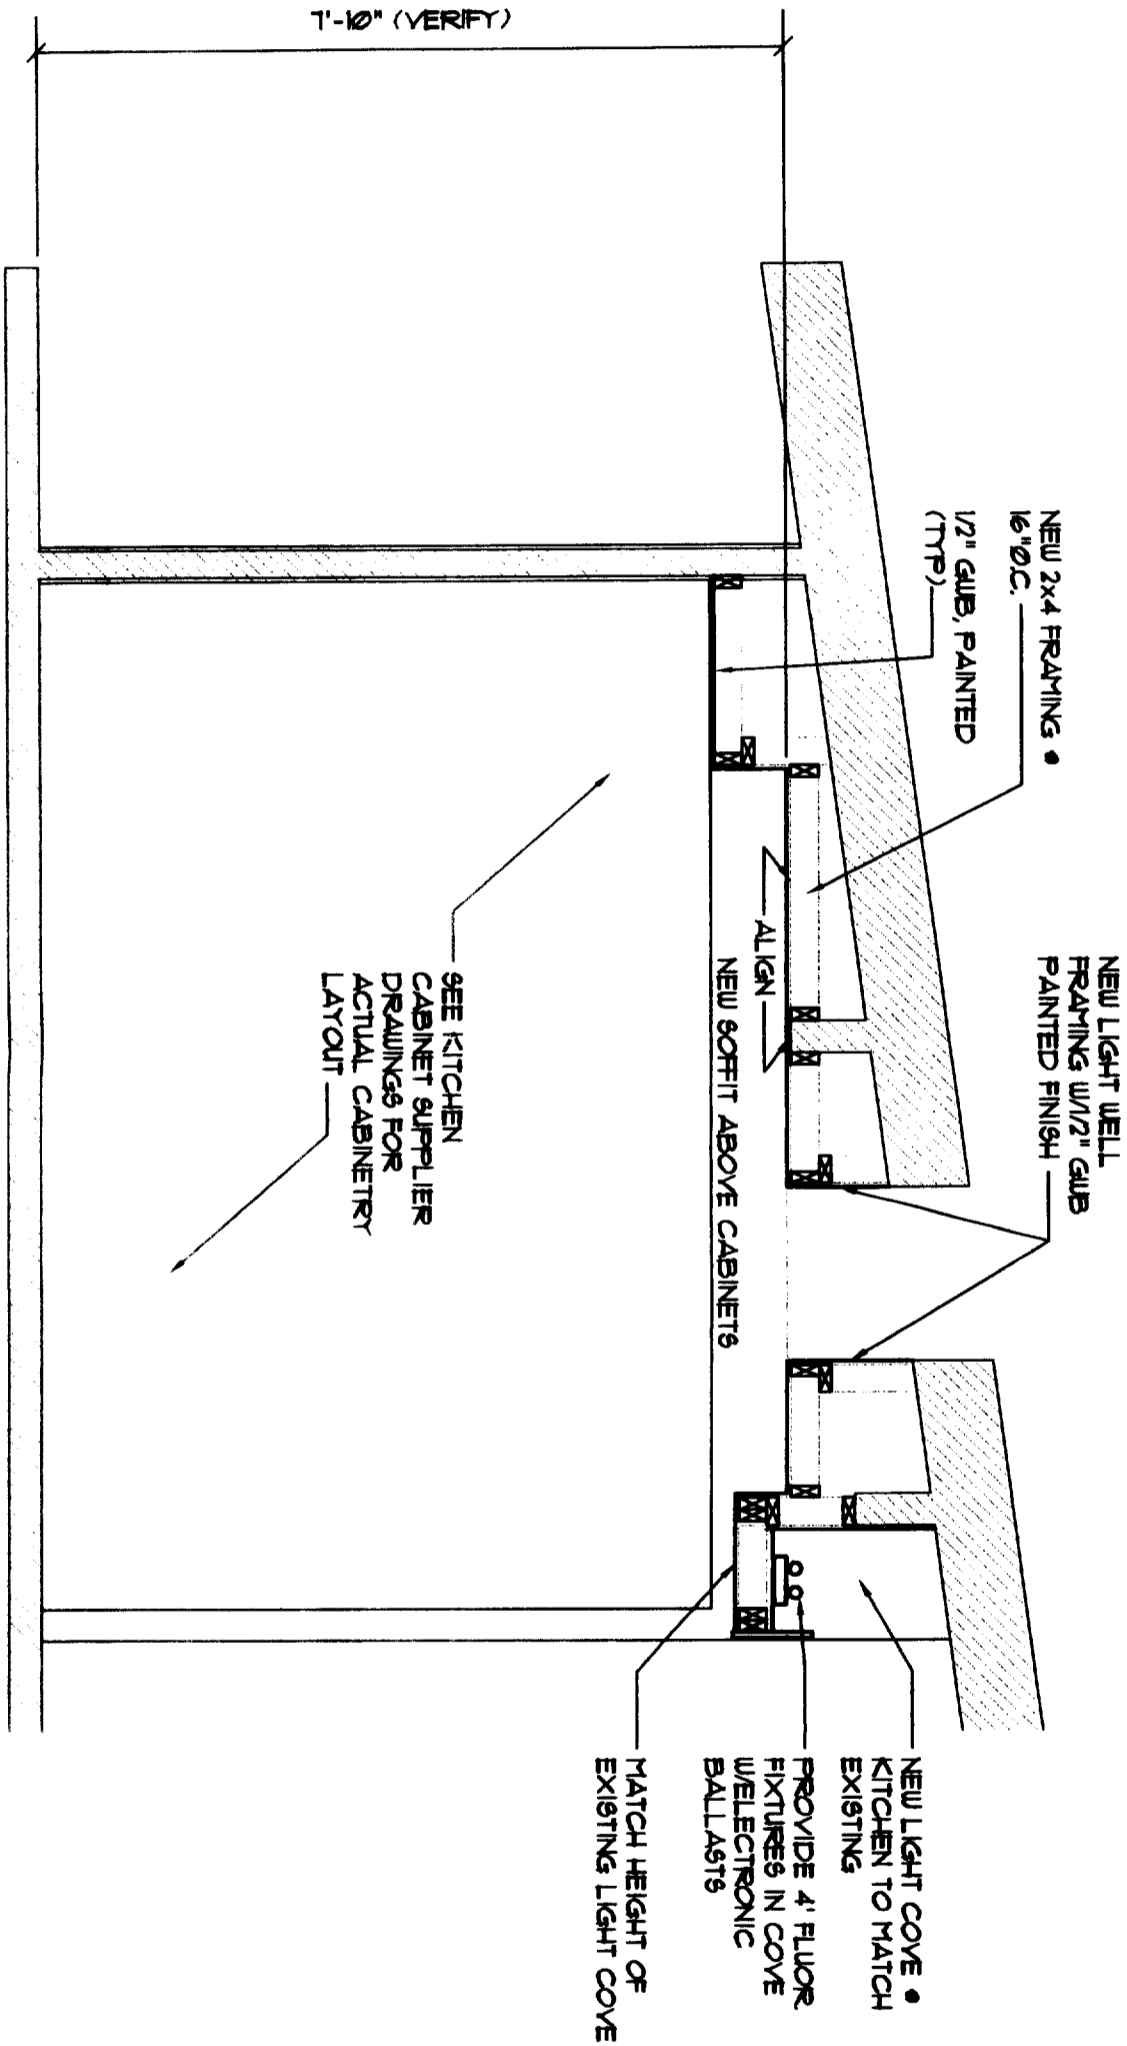 7'-10" (VERIFY)
NEW 2x4 FRAMING @
16" O.C.
1/2" GWB, PAINTED
(TYP)
NEW LIGHT WELL
FRAMING W/1/2" GWB
PAINTED FINISH
ALIGN
NEW SOFFIT ABOVE CABINETS
SEE KITCHEN
CABINET SUPPLIER
DRAWINGS FOR
ACTUAL CABINETRY
LAYOUT
NEW LIGHT COVE @
KITCHEN TO MATCH
EXISTING
PROVIDE 4' FLUOR.
FIXTURES IN COVE
W/ELECTRONIC
BALLASTS
MATCH HEIGHT OF
EXISTING LIGHT COVE